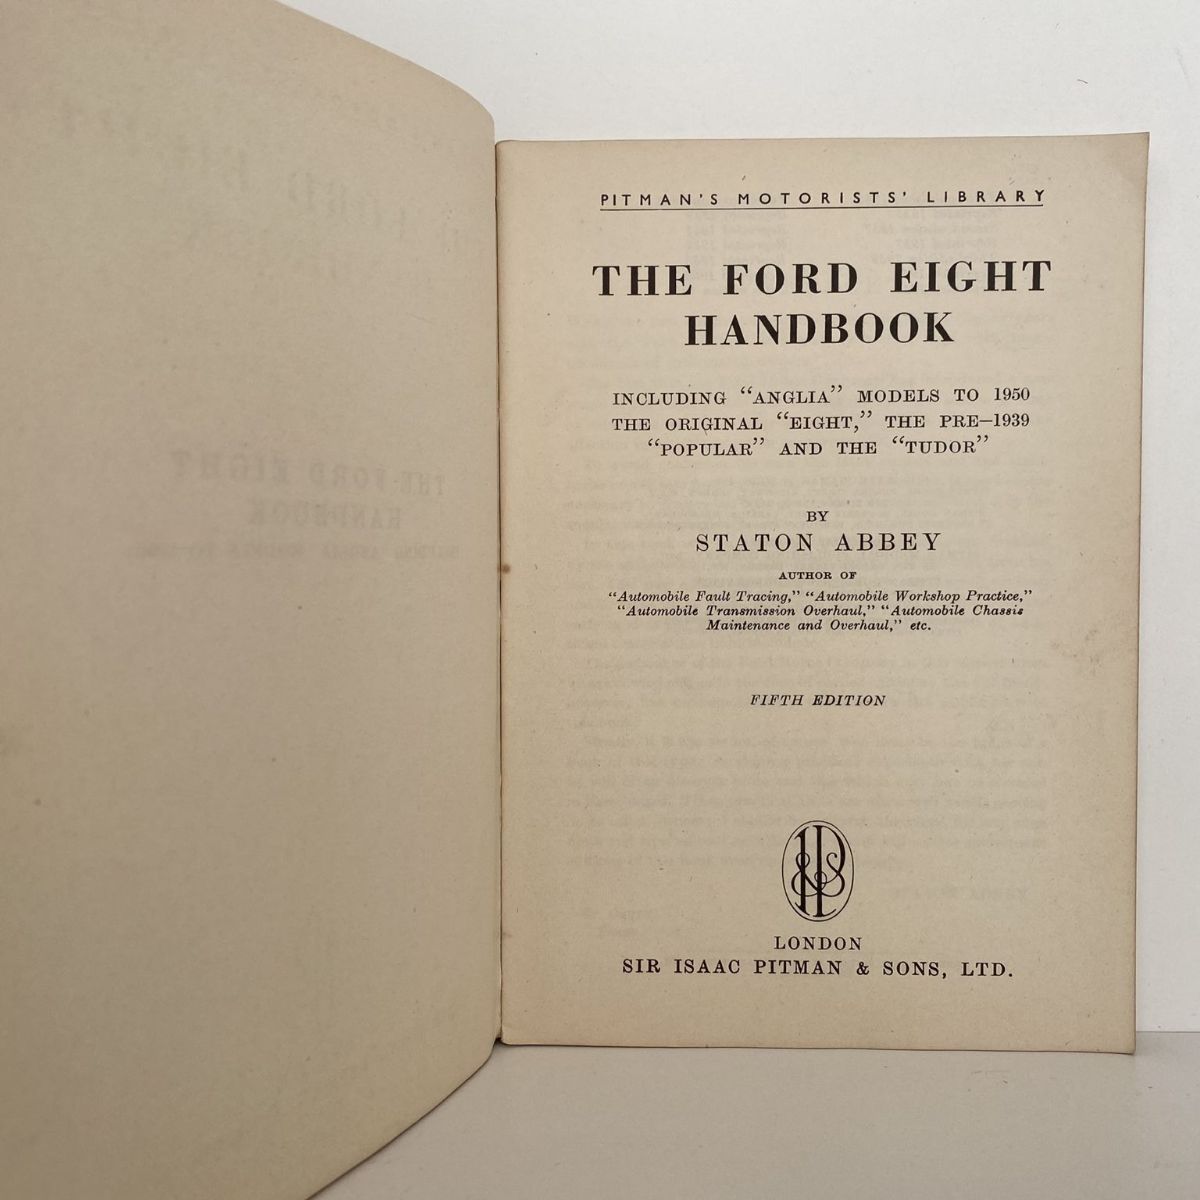 PITMAN'S MOTORISTS' LIBRARY
THE FORD EIGHT
HANDBOOK
INCLUDING "ANGLIA" MODELS TO 1950
THE ORIGINAL "EIGHT," THE PRE–1939
"POPULAR" AND THE "TUDOR"
BY
STATON ABBEY
AUTHOR OF
"Automobile Fault Tracing," "Automobile Workshop Practice,"
"Automobile Transmission Overhaul," "Automobile Chassis
Maintenance and Overhaul," etc.
FIFTH EDITION
LONDON
SIR ISAAC PITMAN & SONS, LTD.